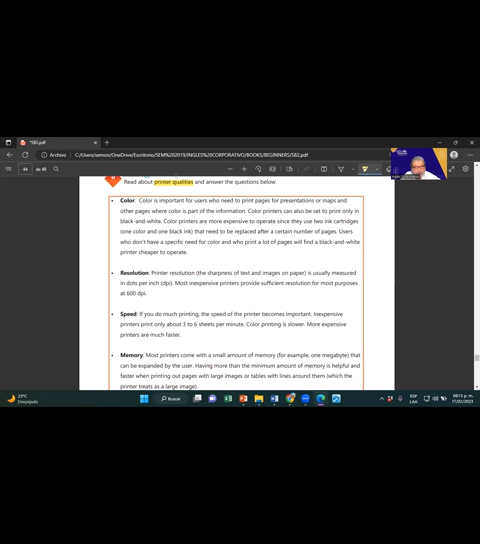 *SB2.pdf
Archivo
C:/Users/semon/OneDrive/Escritorio/SEM%202019/INGLES%20CORPORATIVO/BOOKS/BEGINNERS/SB2.pdf
44 de 49
Read about printer qualities and answer the questions below.
• Color: Color is important for users who need to print pages for presentations or maps and
other pages where color is part of the information. Color printers can also be set to print only in
black-and-white. Color printers are more expensive to operate since they use two ink cartridges
(one color and one black ink) that need to be replaced after a certain number of pages. Users
who don't have a specific need for color and who print a lot of pages will find a black-and-white
printer cheaper to operate.
• Resolution: Printer resolution (the sharpness of text and images on paper) is usually measured
in dots per inch (dpi). Most inexpensive printers provide sufficient resolution for most purposes
at 600 dpi.
• Speed: If you do much printing, the speed of the printer becomes important. Inexpensive
printers print only about 3 to 6 sheets per minute. Color printing is slower. More expensive
printers are much faster.
• Memory: Most printers come with a small amount of memory (for example, one megabyte) that
can be expanded by the user. Having more than the minimum amount of memory is helpful and
faster when printing out pages with large images or tables with lines around them (which the
printer treats as a large image).
23°C
Despejado
Buscar
ESP
LAA
08:15 p. m.
17/02/2023